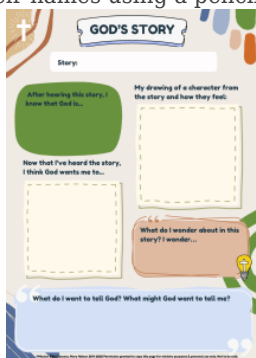 GOD'S STORY
Story:
After hearing this story, I
know that God is...
My drawing of a character from
the story and how they feel:
Now that I've heard the story,
I think God wants me to...
What do I wonder about in this
story? I wonder...
What do I want to tell God? What might God want to tell me?